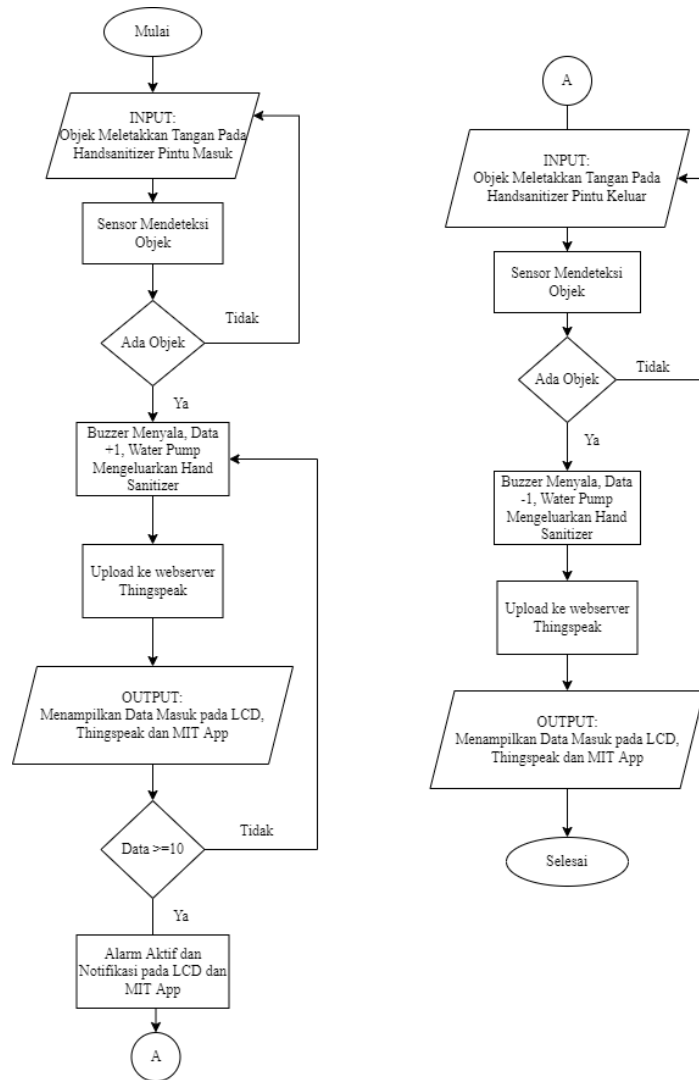 Mulai
INPUT:
Objek Meletakkan Tangan Pada
Handsanitizer Pintu Masuk
Sensor Mendeteksi
Objek
Ada Objek
Tidak
Ya
Buzzer Menyala, Data
+1, Water Pump
Mengeluarkan Hand
Sanitizer
Upload ke webserver
Thingspeak
OUTPUT:
Menampilkan Data Masuk pada LCD,
Thingspeak dan MIT App
Data >=10
Tidak
Ya
Alarm Aktif dan
Notifikasi pada LCD dan
MIT App
A
A
INPUT:
Objek Meletakkan Tangan Pada
Handsanitizer Pintu Keluar
Sensor Mendeteksi
Objek
Ada Objek
Tidak
Ya
Buzzer Menyala, Data
-1, Water Pump
Mengeluarkan Hand
Sanitizer
Upload ke webserver
Thingspeak
OUTPUT:
Menampilkan Data Masuk pada LCD,
Thingspeak dan MIT App
Selesai